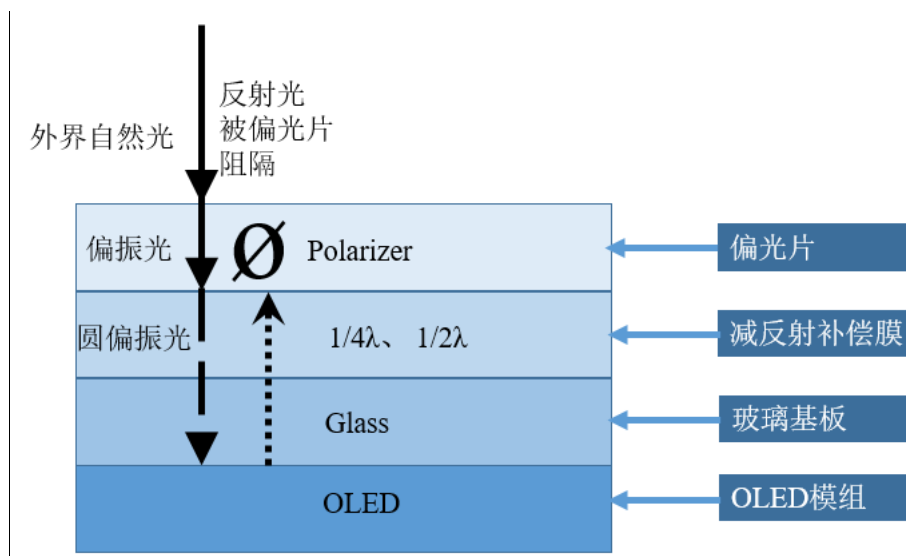 外界自然光
反射光
被偏光片
阻隔
偏振光
Ø Polarizer
偏光片
圆偏振光
1/4λ、 1/2λ
减反射补偿膜
Glass
玻璃基板
OLED
OLED模组